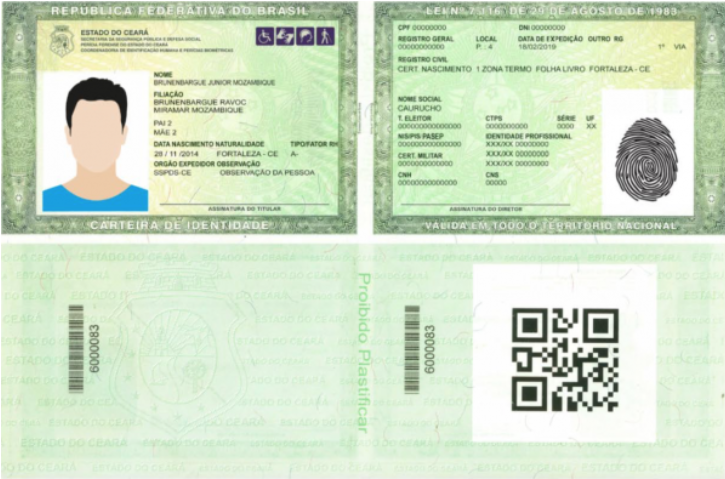 REPÚBLICA FEDERATIVA DO BRASIL
ESTADO DO CEARÁ
SECRETARIA DA SEGURANÇA PÚBLICA E DEFESA SOCIAL
PERÍCIA FORENSE DO ESTADO DO CEARÁ
COORDENADORIA DE IDENTIFICAÇÃO HUMANA E PERÍCIAS BIOMÉTRICAS
NOME
BRUNENBARGUE JUNIOR MOZAMBIQUE
FILIAÇÃO
BRUNENBARGUE RAVOC
MIRAMAR MOZAMBIQUE
PAI 2
MÃE 2
DATA NASCIMENTO NATURALIDADE TIPO/FATOR RH
28 / 11 /2014 FORTALEZA - CE A-
ORGÃO EXPEDIDOR OBSERVAÇÃO
SSPDS-CE OBSERVAÇÃO DA PESSOA
ASSINATURA DO TITULAR
CARTEIRA DE IDENTIDADE
LEI Nº 7.116 DE 29 DE AGOSTO DE 1983
CPF 00000000 DNI 00000000
REGISTRO GERAL LOCAL DATA DE EXPEDIÇÃO OUTRO RG
00000000000 P. : 4 18/02/2019 1º VIA
REGISTRO CIVIL
CERT. NASCIMENTO 1 ZONA TERMO FOLHA LIVRO FORTALEZA - CE
NOME SOCIAL
CAURUCHO
T. ELEITOR CTPS SÉRIE UF
0000000000000 00000000000 0000 XX
NIS/PIS PASEP IDENTIDADE PROFISSIONAL
0000000000000 XXX/XX 00000000
CERT. MILITAR XXX/XX 00000000
0000000000000 XXX/XX 00000000
CNH CNS
00000000000000 00000
ASSINATURA DO DIRETOR
VÁLIDA EM TODO O TERRITÓRIO NACIONAL
6000083
Proibido Plastificar
6000083
ESTADO DO CEARÁ